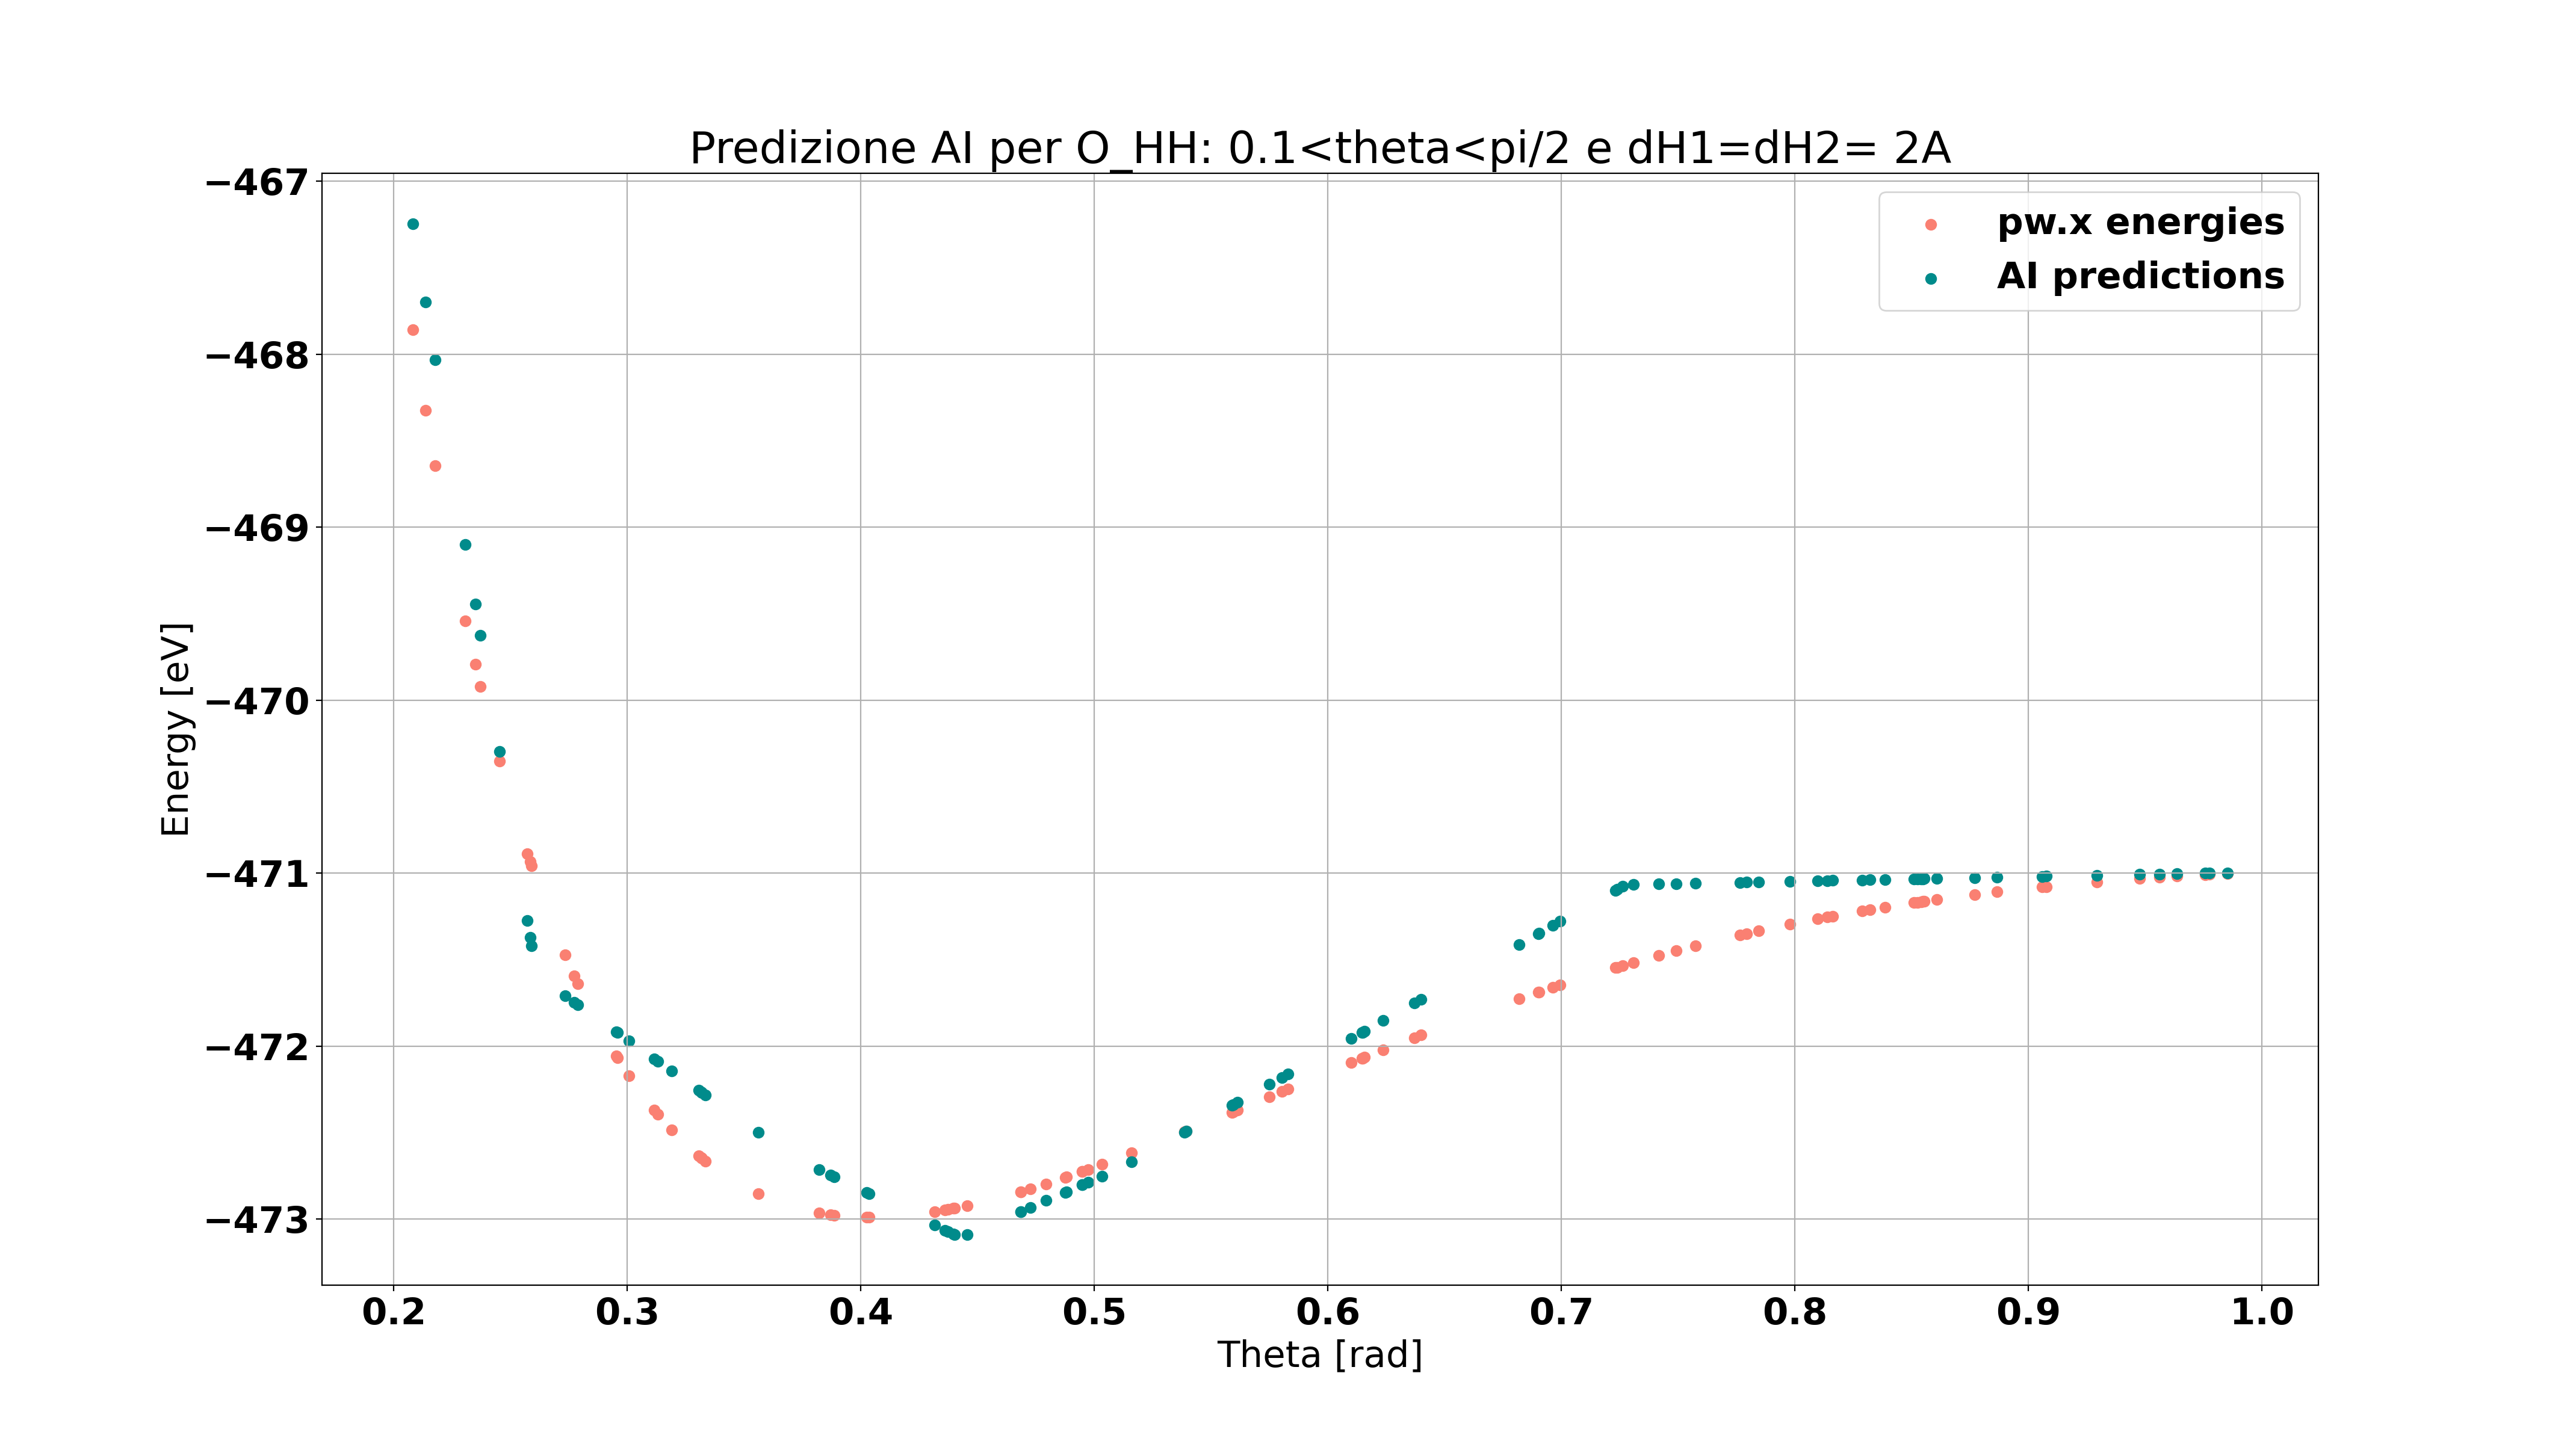 Predizione AI per O_HH: 0.1<theta<pi/2 e dH1=dH2= 2A
pw.x energies
AI predictions
Energy [eV]
−467
−468
−469
−470
−471
−472
−473
0.2 0.3 0.4 0.5 0.6 0.7 0.8 0.9 1.0
Theta [rad]